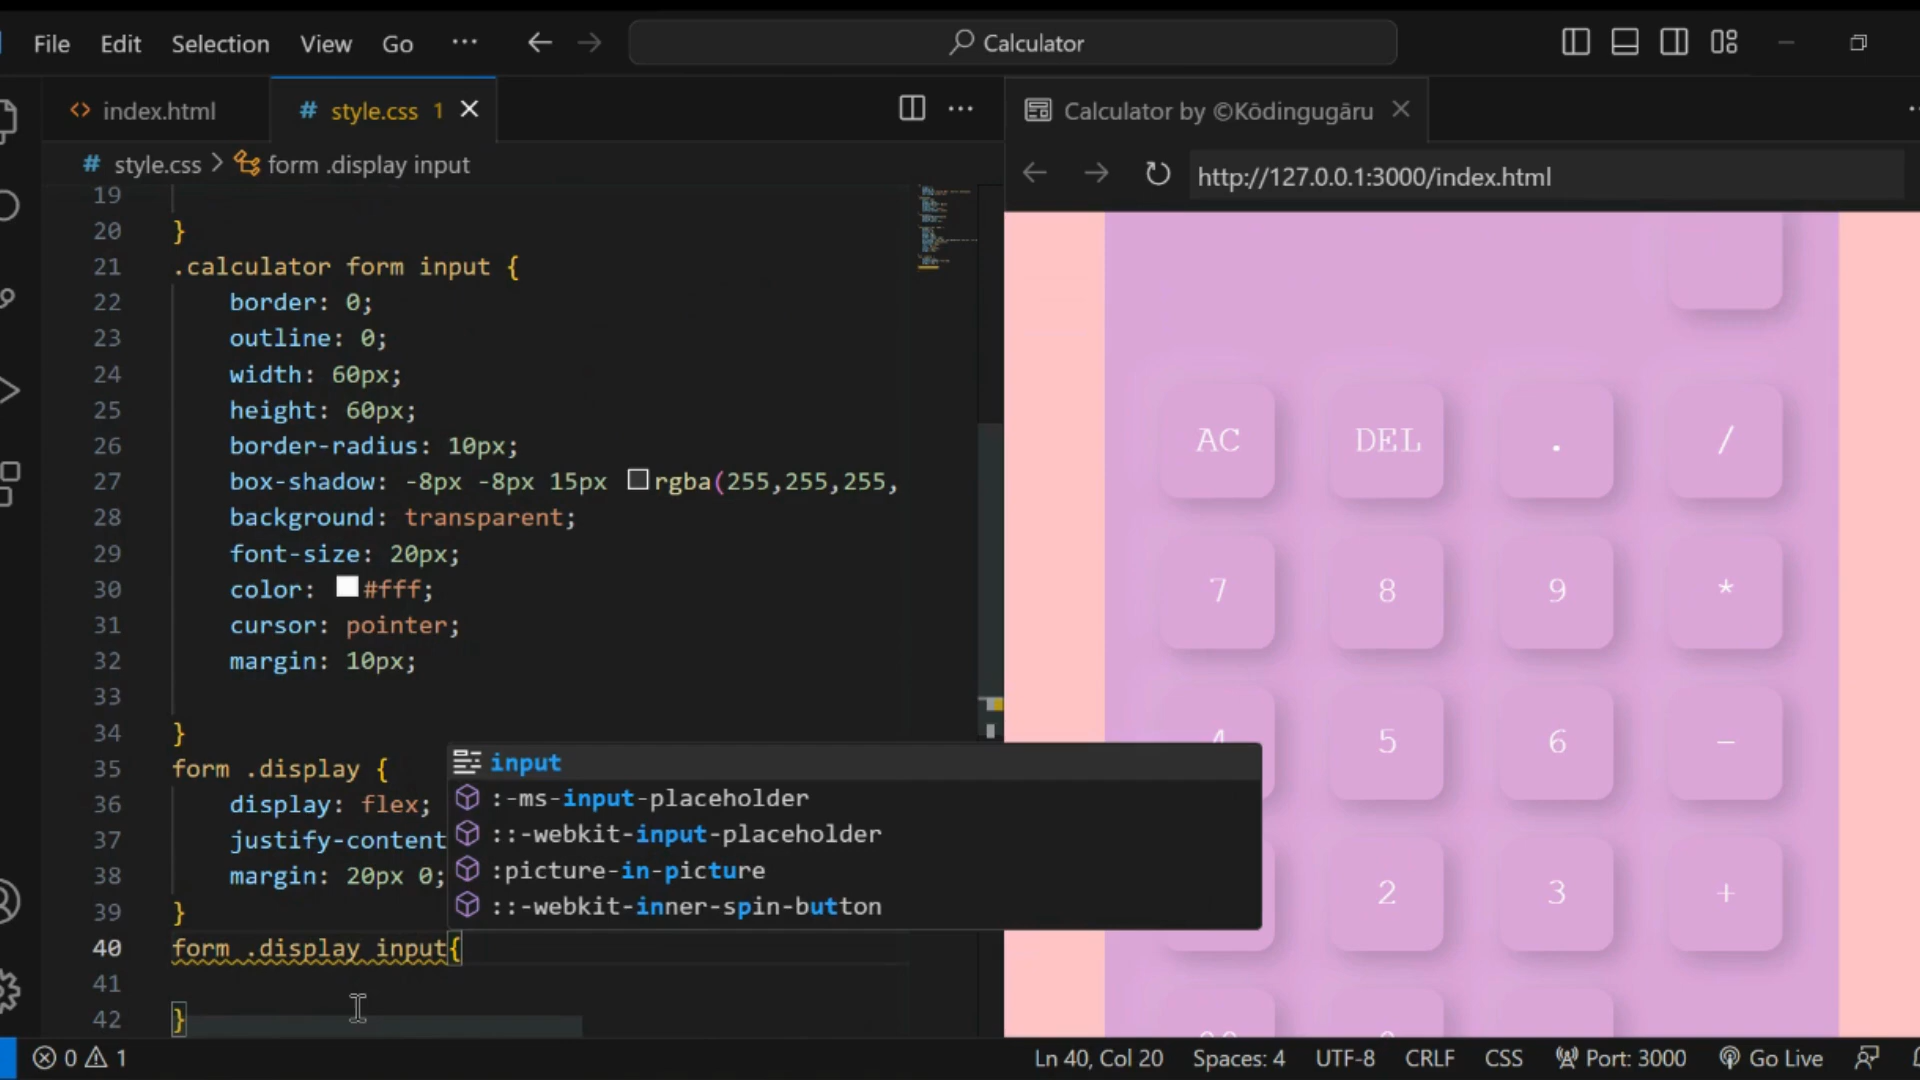 File Edit Selection View Go ··· Calculator
index.html # style.css 1
# style.css > form .display input
19
20 }
21 .calculator form input {
22 border: 0;
23 outline: 0;
24 width: 60px;
25 height: 60px;
26 border-radius: 10px;
27 box-shadow: -8px -8px 15px rgba(255,255,255,
28 background: transparent;
29 font-size: 20px;
30 color: #fff;
31 cursor: pointer;
32 margin: 10px;
33
34 }
35 form .display {
36 display: flex;
37 justify-content
38 margin: 20px 0;
39 }
40 form .display input{
41
42 }
input
:-ms-input-placeholder
::-webkit-input-placeholder
:picture-in-picture
::-webkit-inner-spin-button
Calculator by ©Kōdingugāru
http://127.0.0.1:3000/index.html
AC DEL . /
7 8 9 *
5 6 -
2 3 +
0 1 Ln 40, Col 20 Spaces: 4 UTF-8 CRLF CSS Port: 3000 Go Live